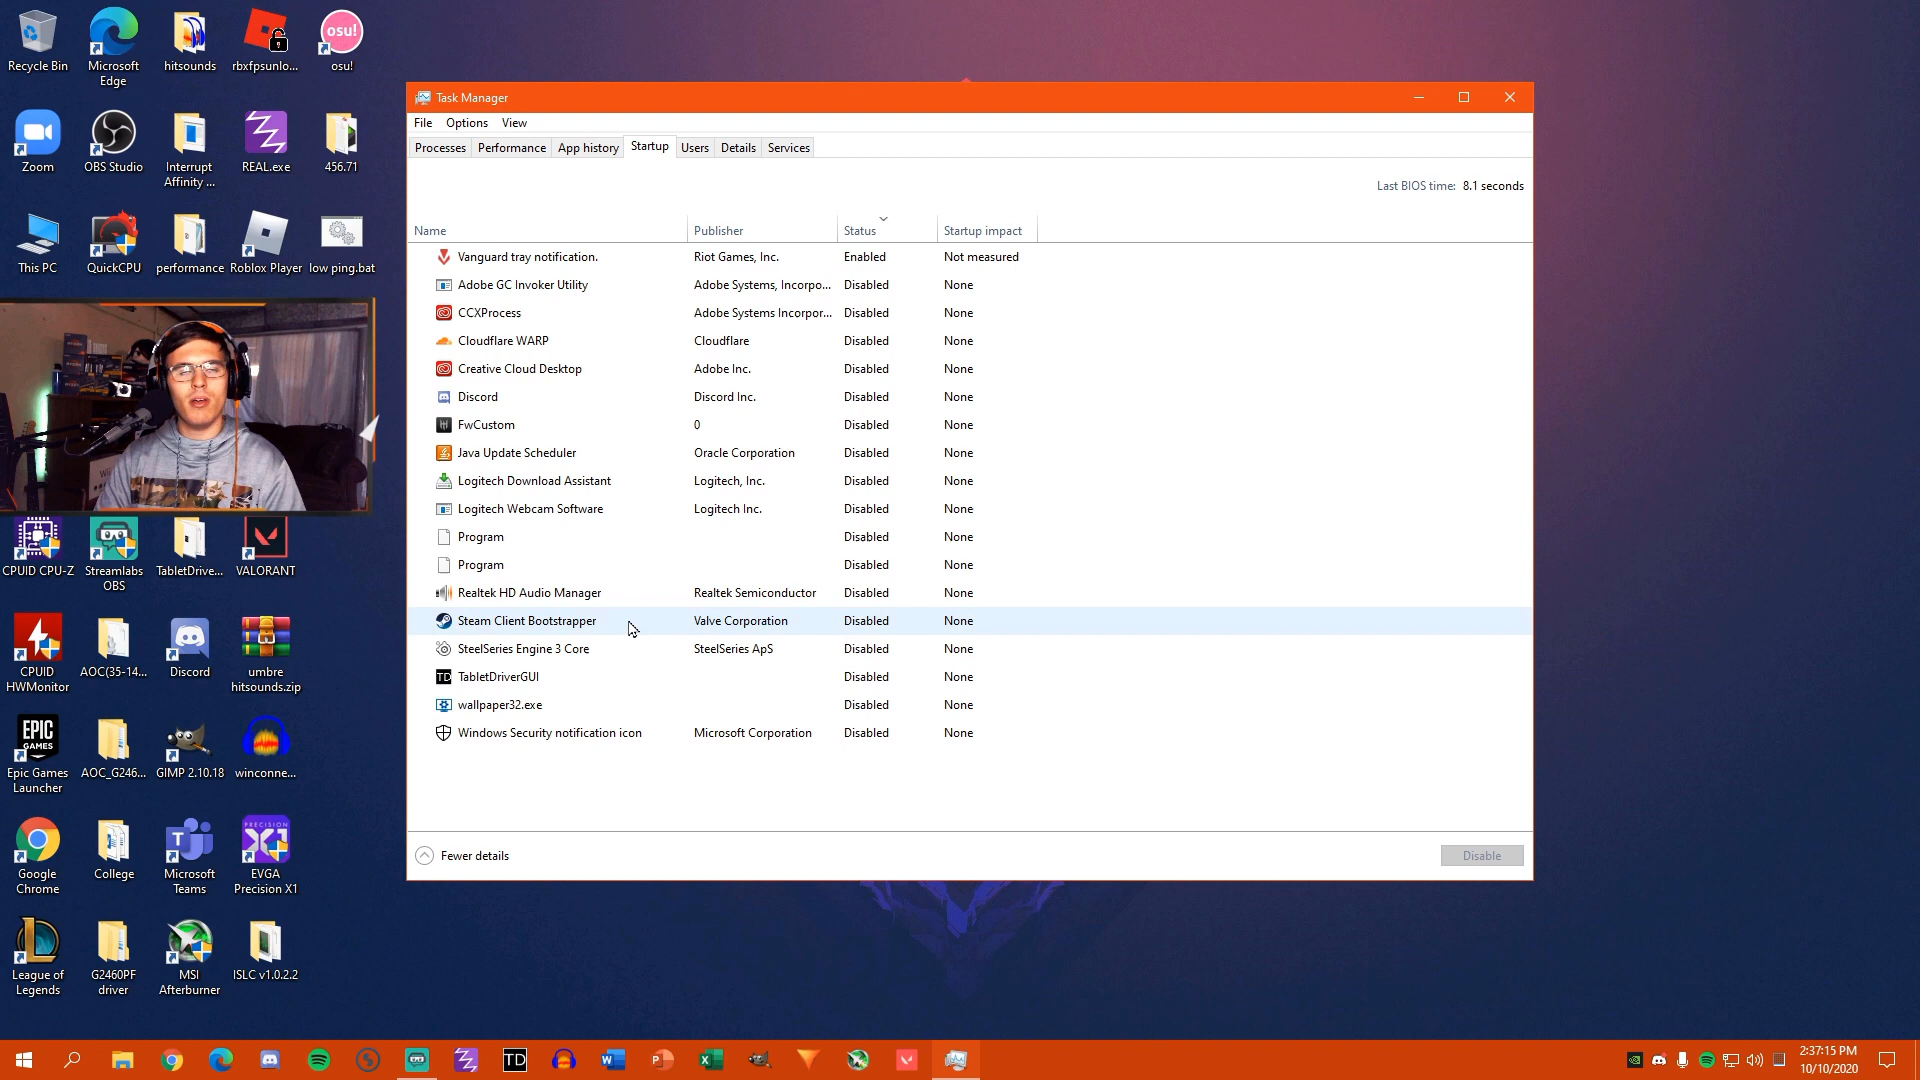 Recycle Bin
Microsoft
Edge
hitsounds
rbxfpsunlo...
osu!
osu!
Zoom
OBS Studio
Interrupt
Affinity ...
REAL.exe
456.71
This PC
QuickCPU
performance
Roblox Player
low ping.bat
CPUID CPU-Z
Streamlabs
OBS
TabletDrive...
VALORANT
CPUID
HWMonitor
AOC(35-14...
Discord
umbre
hitsounds.zip
EPIC
GAMES
Epic Games
Launcher
AOC_G246...
GIMP 2.10.18
winconne...
Google
Chrome
College
Microsoft
Teams
PRECISION
X1
EVGA
Precision X1
League of
Legends
G2460PF
driver
MSI
Afterburner
ISLC v1.0.2.2
Task Manager
File Options View
Processes Performance App history Startup Users Details Services
Last BIOS time: 8.1 seconds
Name Publisher Status Startup impact
Vanguard tray notification. Riot Games, Inc. Enabled Not measured
Adobe GC Invoker Utility Adobe Systems, Incorpo... Disabled None
CCXProcess Adobe Systems Incorpor... Disabled None
Cloudflare WARP Cloudflare Disabled None
Creative Cloud Desktop Adobe Inc. Disabled None
Discord Discord Inc. Disabled None
FwCustom 0 Disabled None
Java Update Scheduler Oracle Corporation Disabled None
Logitech Download Assistant Logitech, Inc. Disabled None
Logitech Webcam Software Logitech Inc. Disabled None
Program Disabled None
Program Disabled None
Realtek HD Audio Manager Realtek Semiconductor Disabled None
Steam Client Bootstrapper Valve Corporation Disabled None
SteelSeries Engine 3 Core SteelSeries ApS Disabled None
TD TabletDriverGUI Disabled None
wallpaper32.exe Disabled None
Windows Security notification icon Microsoft Corporation Disabled None
Fewer details
Disable
TD
2:37:15 PM
10/10/2020